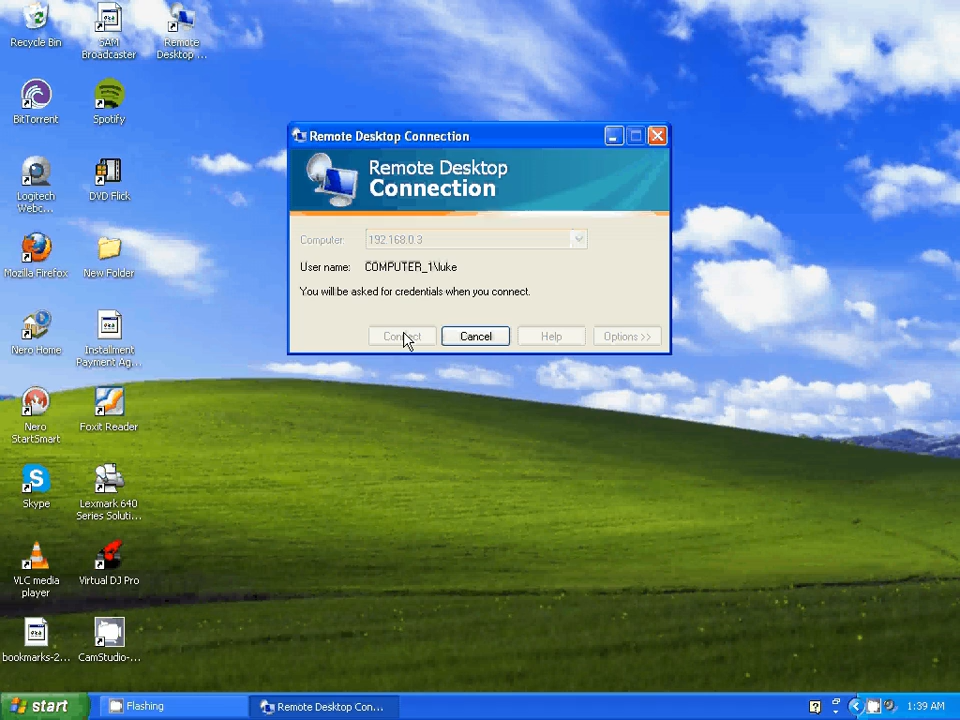 Recycle Bin
SAM
Broadcaster
Remote
Desktop ...
BitTorrent
Spotify
Logitech
Webc...
DVD Flick
Mozilla Firefox
New Folder
Nero Home
Installment
Payment Ag...
Nero
StartSmart
Foxit Reader
Skype
Lexmark 640
Series Soluti...
VLC media
player
Virtual DJ Pro
bookmarks-2...
CamStudio-...
Remote Desktop Connection
Remote Desktop
Connection
Computer: 192.168.0.3
User name: COMPUTER_1\luke
You will be asked for credentials when you connect.
Connect Cancel Help Options >>
start Flashing Remote Desktop Con... 1:39 AM